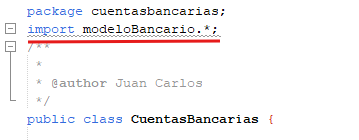 package cuentasbancarias;
import modeloBancario.*;
/**
*
* @author Juan Carlos
*/
public class CuentasBancarias {